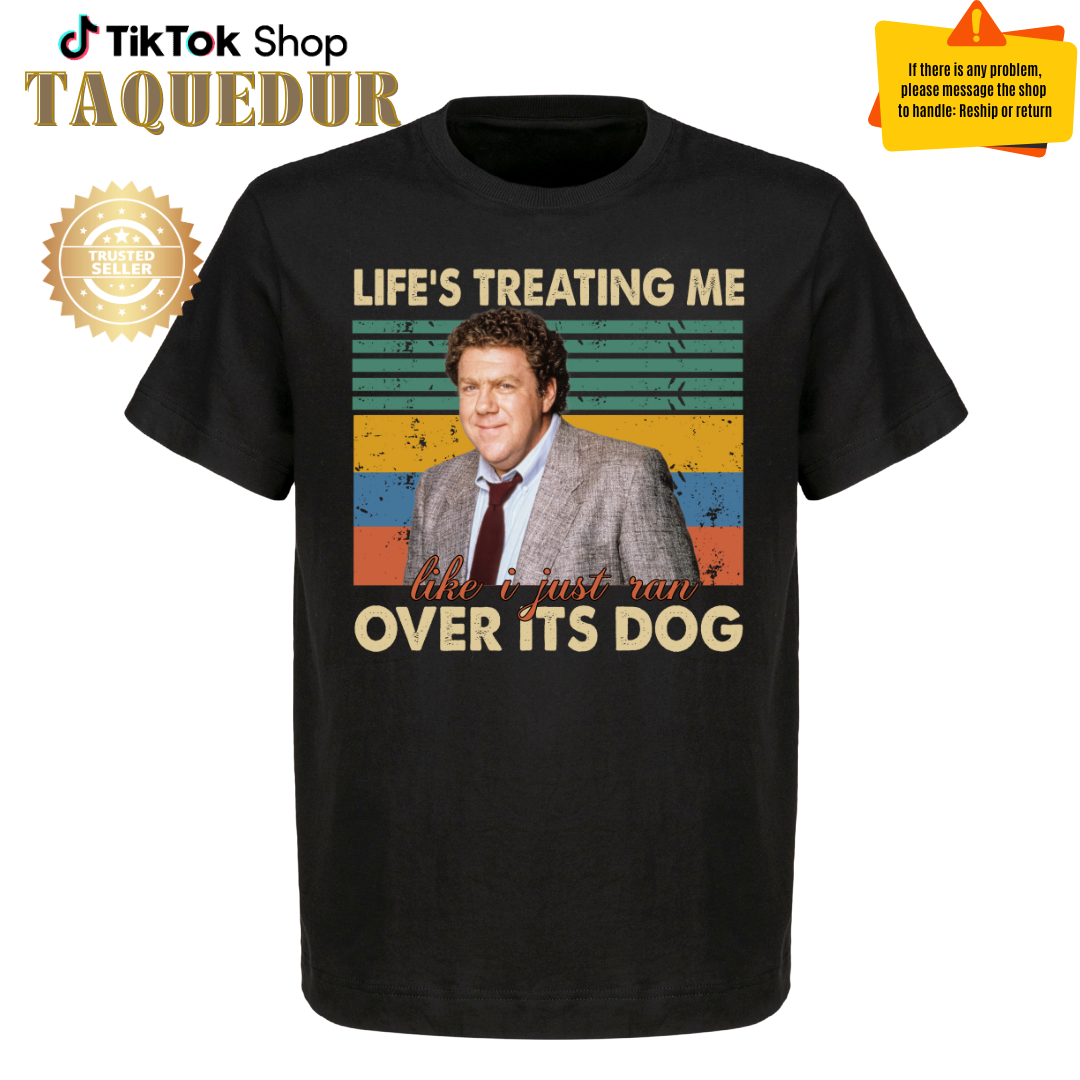 TikTok Shop
TAQUEDUR
If there is any problem,
please message the shop
to handle: Reship or return
TRUSTED
SELLER
LIFE'S TREATING ME
like i just ran
OVER ITS DOG